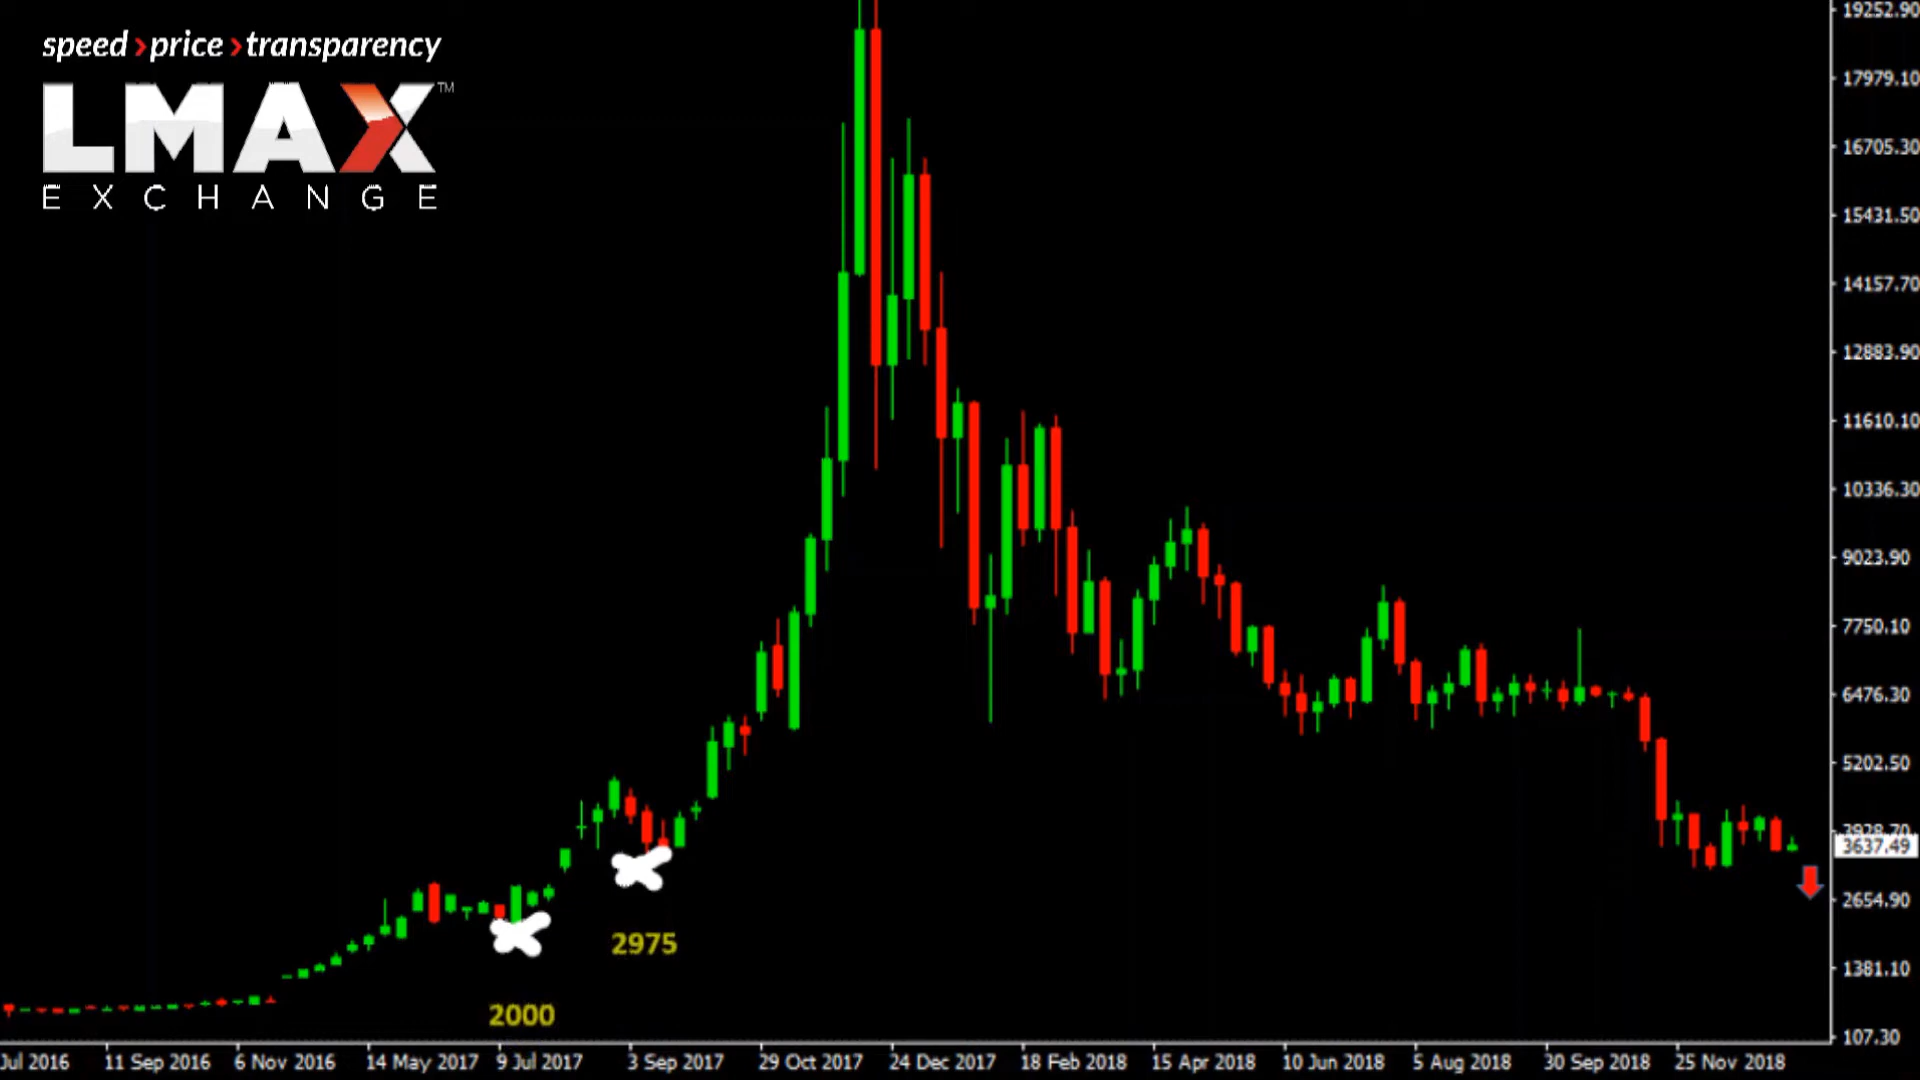 speed›price›transparency
LMAX™
EXCHANGE
19252.90
17979.10
16705.30
15431.50
14157.70
12883.90
11610.10
10336.30
9023.90
7750.10
6476.30
5202.50
3928.70
3637.49
2654.90
1381.10
107.30
2975
2000
Jul 2016
11 Sep 2016
6 Nov 2016
14 May 2017
9 Jul 2017
3 Sep 2017
29 Oct 2017
24 Dec 2017
18 Feb 2018
15 Apr 2018
10 Jun 2018
5 Aug 2018
30 Sep 2018
25 Nov 2018